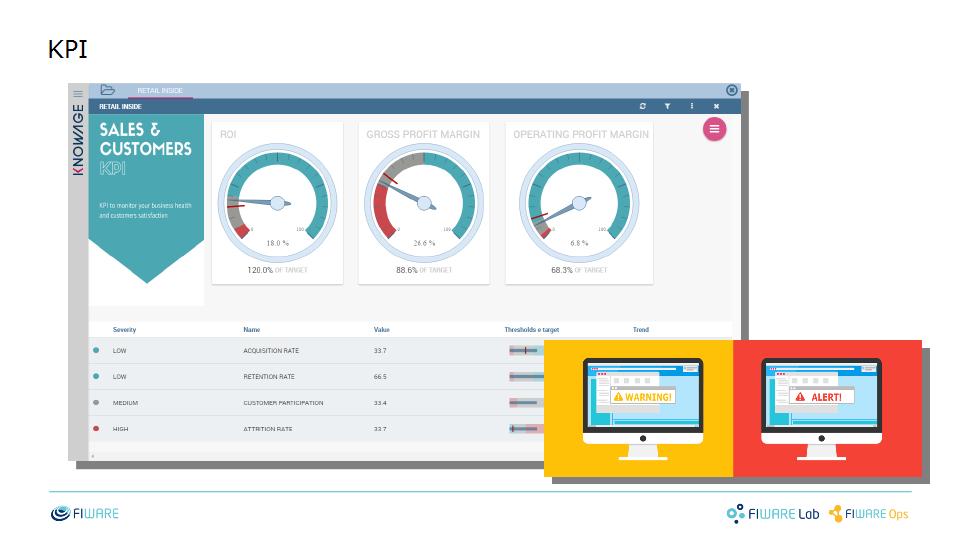 KPI
RETAIL INSIDE
RETAIL INSIDE
KNOWAGE
SALES &
CUSTOMERS
KPI
KPI to monitor your business health
and customers satisfaction
ROI
0
100
18.0 %
120.0% OF TARGET
GROSS PROFIT MARGIN
0
100
26.6 %
88.6% OF TARGET
OPERATING PROFIT MARGIN
0
100
6.8 %
68.3% OF TARGET
Severity Name Value Thresholds e target Trend
LOW ACQUISITION RATE 33.7
LOW RETENTION RATE 66.5
MEDIUM CUSTOMER PARTICIPATION 33.4
HIGH ATTRITION RATE 23.7
WARNING!
ALERT!
FIWARE
FIWARE Lab
FIWARE Ops